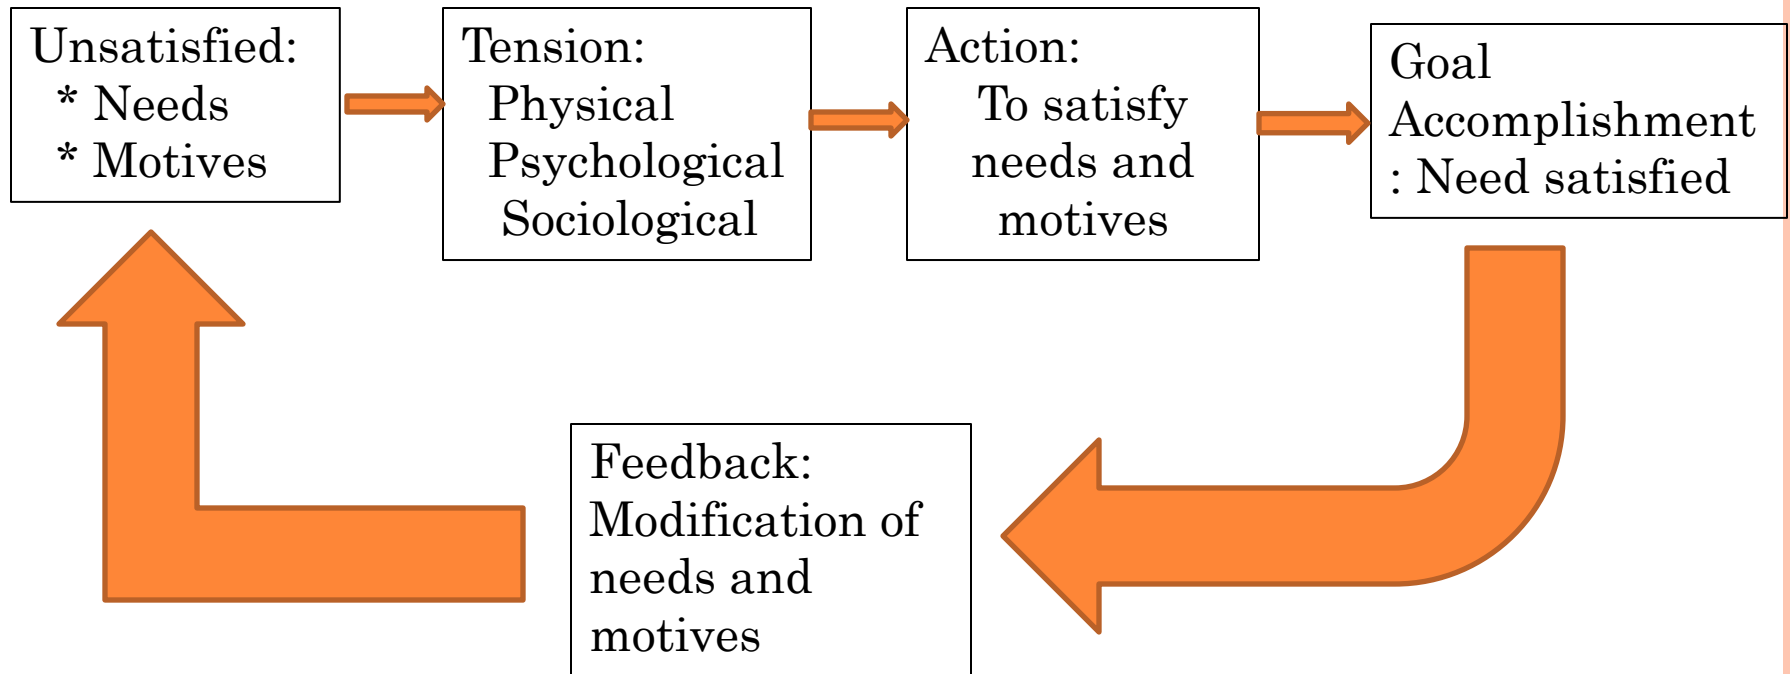 Unsatisfied:
* Needs
* Motives
Tension:
Physical
Psychological
Sociological
Action:
To satisfy
needs and
motives
Goal
Accomplishment
: Need satisfied
Feedback:
Modification of
needs and
motives